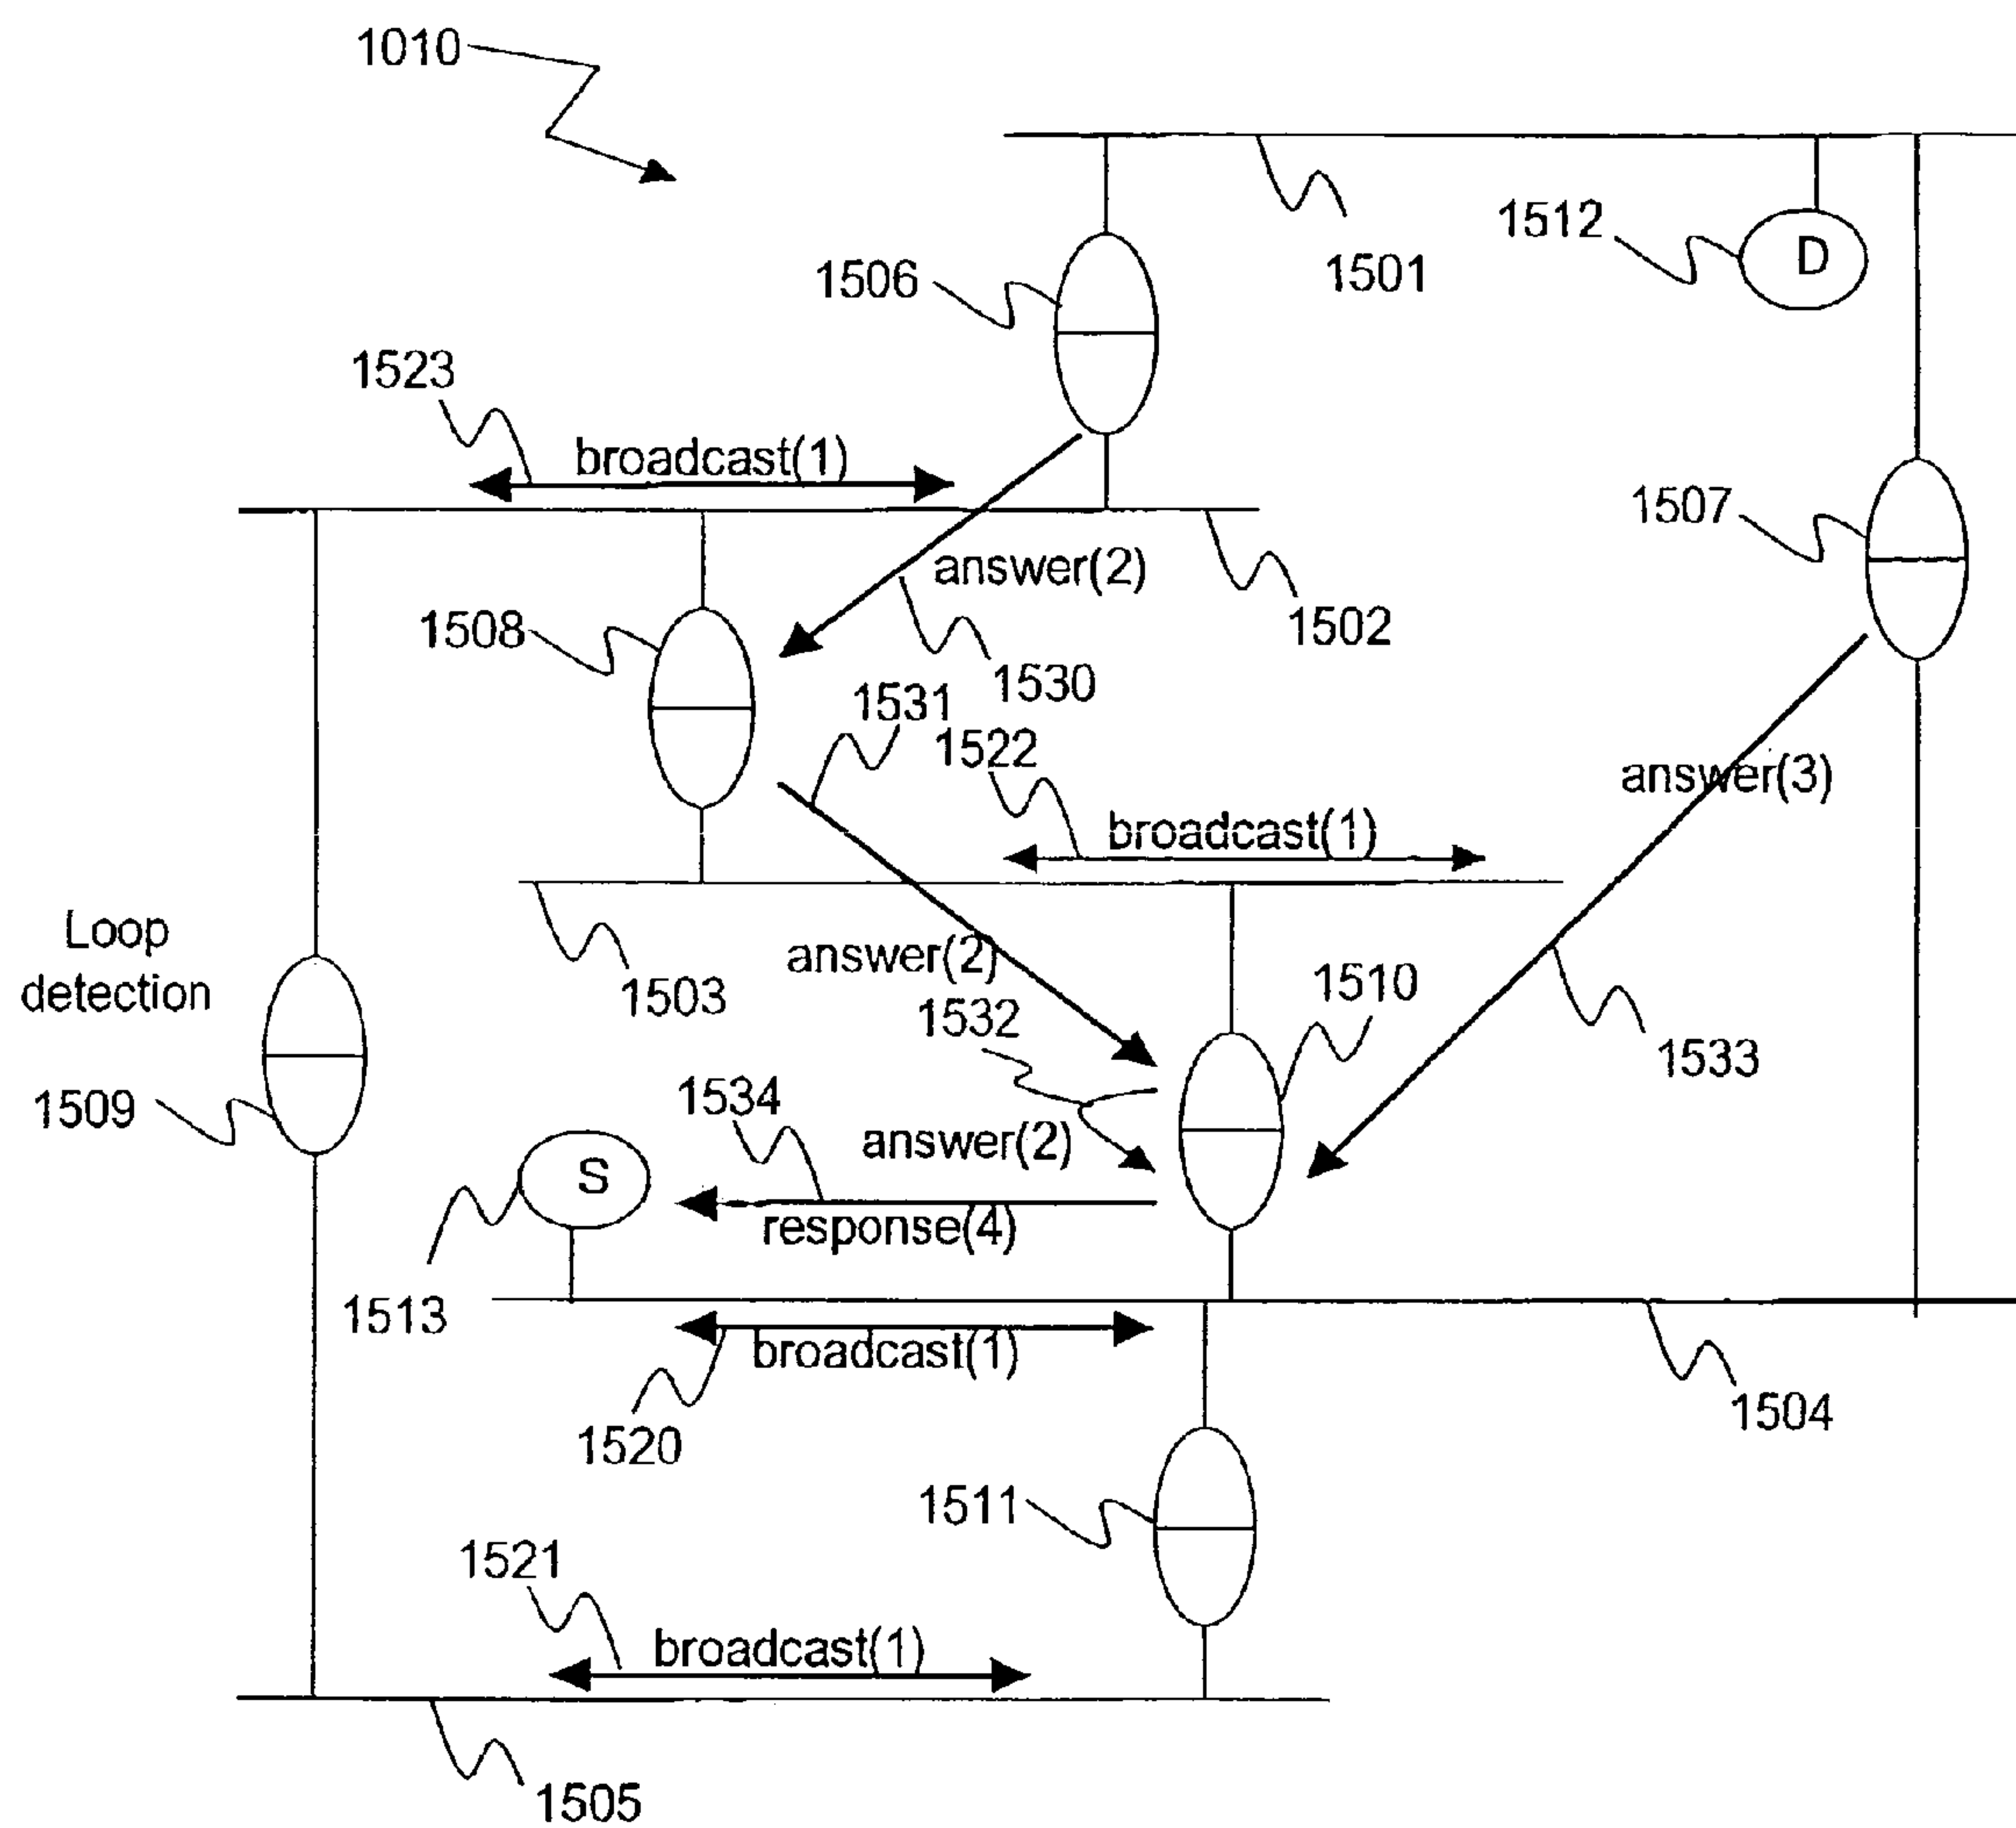 1010
1501
1512
D
1506
1523
broadcast(1)
1507
answer(2)
1502
1508
1530
1531
1522
answer(3)
broadcast(1)
Loop
detection
answer(2)
1503
1510
1532
1533
1509
1534
answer(2)
S
response(4)
1513
broadcast(1)
1504
1520
1511
1521
broadcast(1)
1505